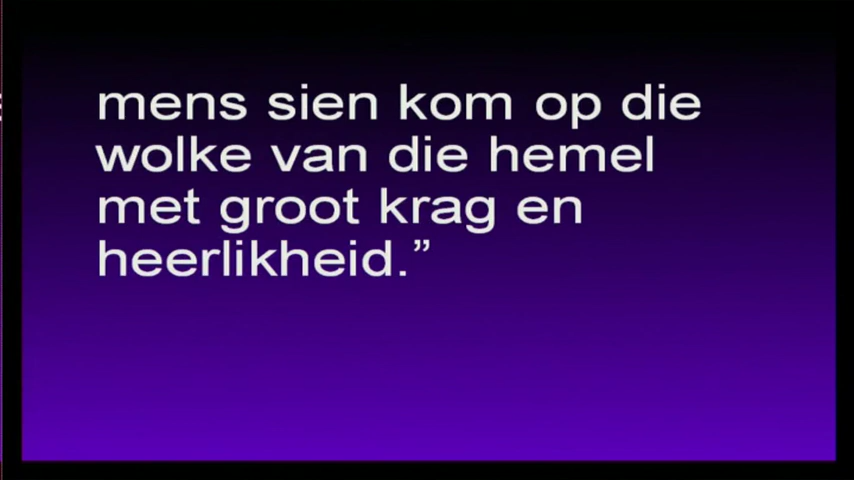 mens sien kom op die
wolke van die hemel
met groot krag en
heerlikheid.”